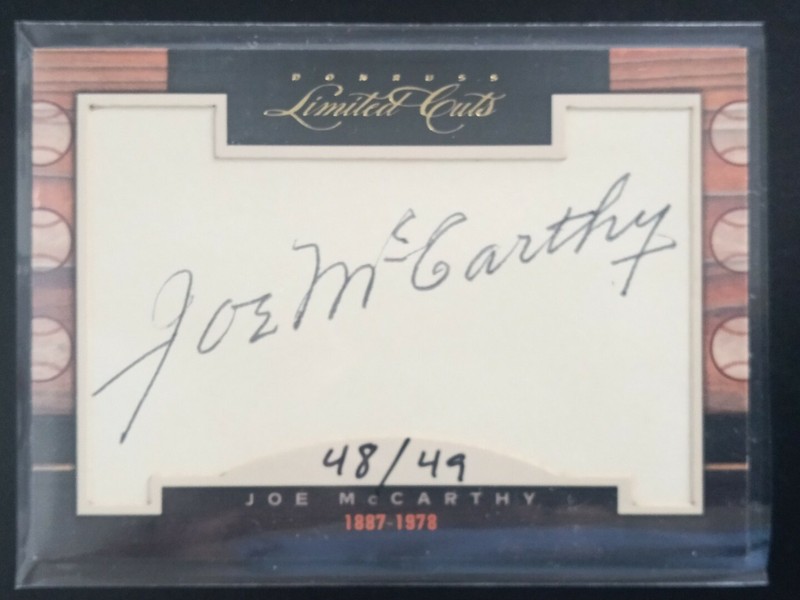 DONRUSS
Limited Cuts
Joe McCarthy
48/49
JOE McCARTHY
1887-1978